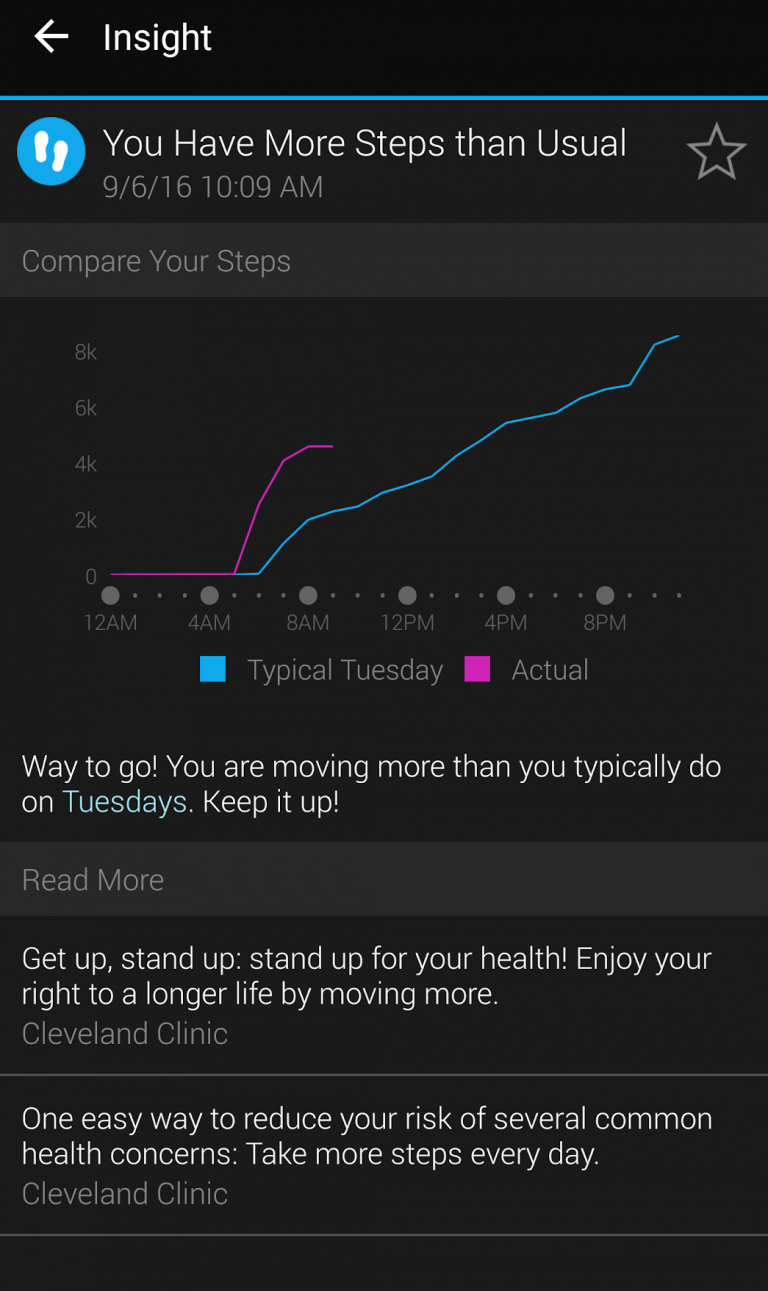 Insight
You Have More Steps than Usual
9/6/16 10:09 AM
Compare Your Steps
8k
6k
4k
2k
0
12AM 4AM 8AM 12PM 4PM 8PM
Typical Tuesday Actual
Way to go! You are moving more than you typically do
on Tuesdays. Keep it up!
Read More
Get up, stand up: stand up for your health! Enjoy your
right to a longer life by moving more.
Cleveland Clinic
One easy way to reduce your risk of several common
health concerns: Take more steps every day.
Cleveland Clinic